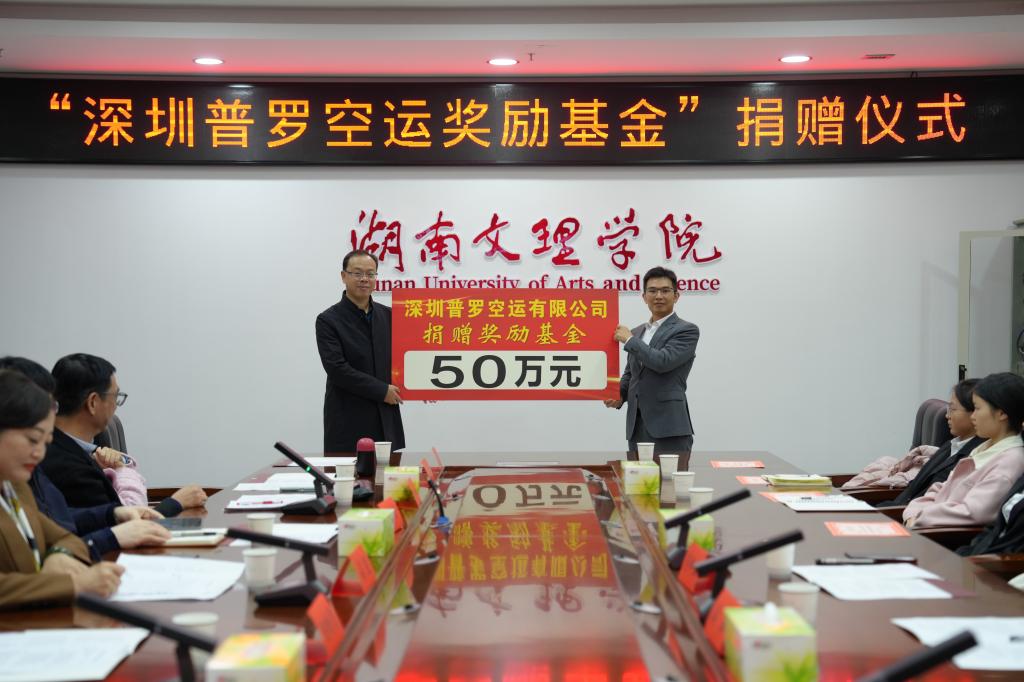 “深圳普罗空运奖励基金”捐赠仪式
湖南文理学院
University of Arts and
深圳普罗空运有限公司
捐赠奖励基金
50万元